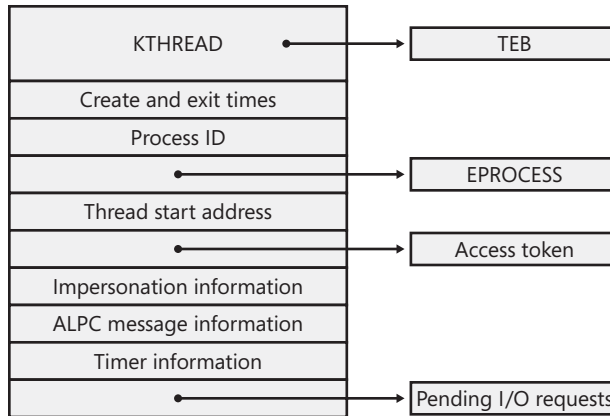 KTHREAD
TEB
Create and exit times
Process ID
EPROCESS
Thread start address
Access token
Impersonation information
ALPC message information
Timer information
Pending I/O requests